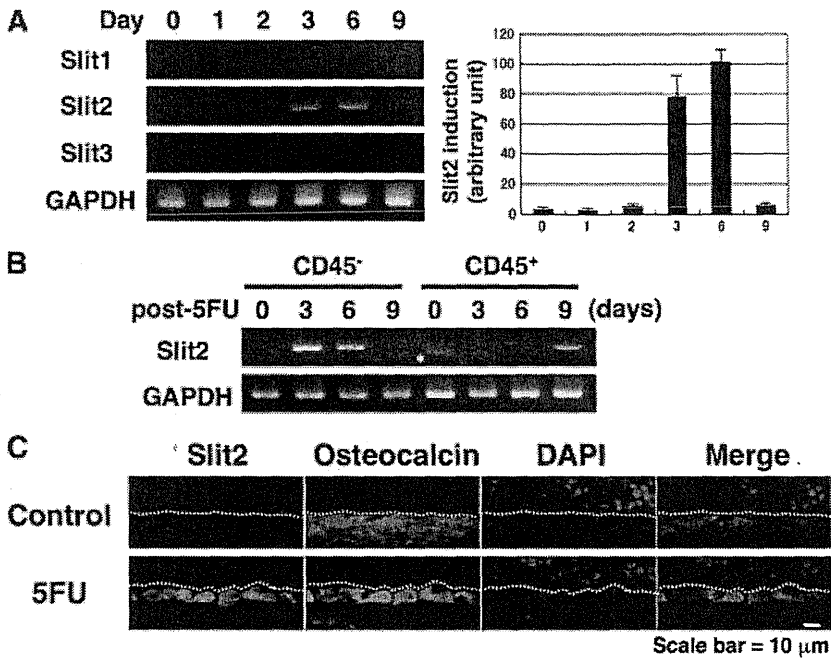 A
Day 0 1 2 3 6 9
Slit1
Slit2
Slit3
GAPDH
Slit2 induction
(arbitrary unit)
120
100
80
60
40
20
0
0 1 2 3 6 9
B
CD45- CD45+
post-5FU 0 3 6 9 0 3 6 9 (days)
Slit2
*
GAPDH
C
Slit2 Osteocalcin DAPI Merge
Control
5FU
Scale bar = 10 μm